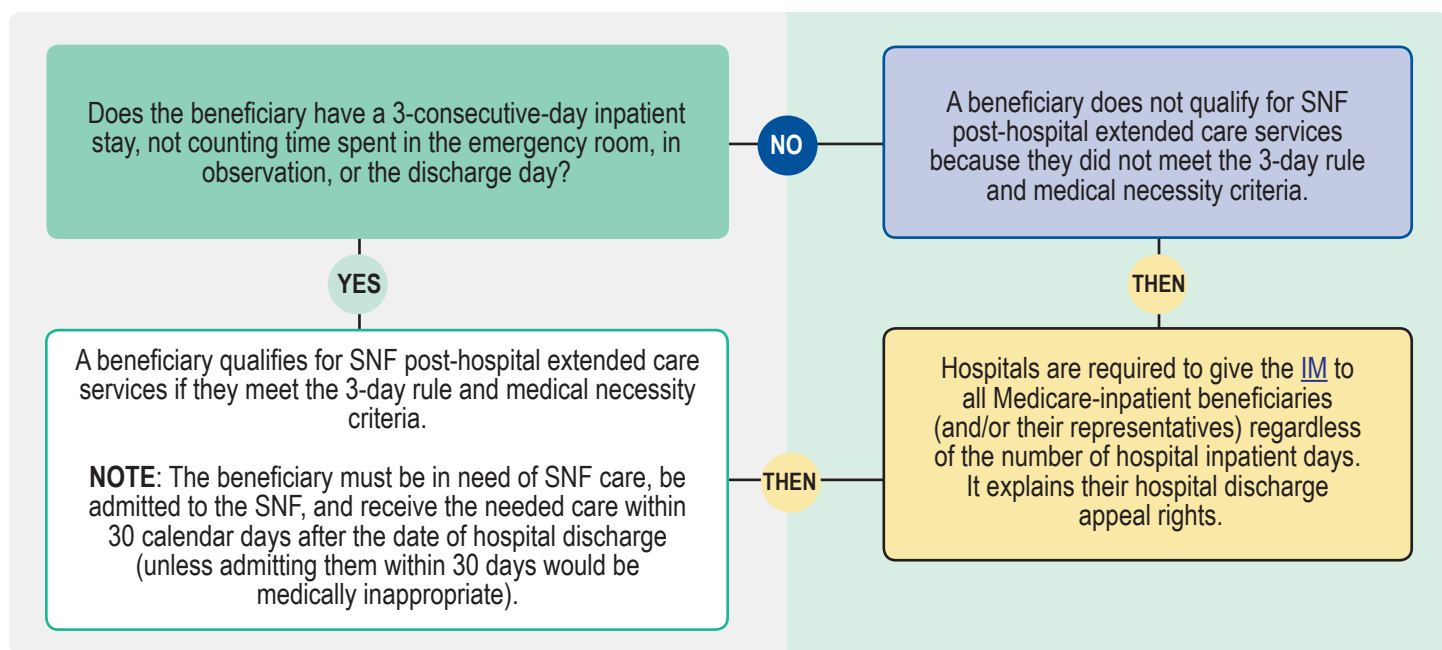 Does the beneficiary have a 3-consecutive-day inpatient
stay, not counting time spent in the emergency room, in
observation, or the discharge day?
NO
A beneficiary does not qualify for SNF
post-hospital extended care services
because they did not meet the 3-day rule
and medical necessity criteria.
YES
THEN
A beneficiary qualifies for SNF post-hospital extended care
services if they meet the 3-day rule and medical necessity
criteria.
NOTE: The beneficiary must be in need of SNF care, be
admitted to the SNF, and receive the needed care within
30 calendar days after the date of hospital discharge
(unless admitting them within 30 days would be
medically inappropriate).
THEN
Hospitals are required to give the IM to
all Medicare-inpatient beneficiaries
(and/or their representatives) regardless
of the number of hospital inpatient days.
It explains their hospital discharge
appeal rights.